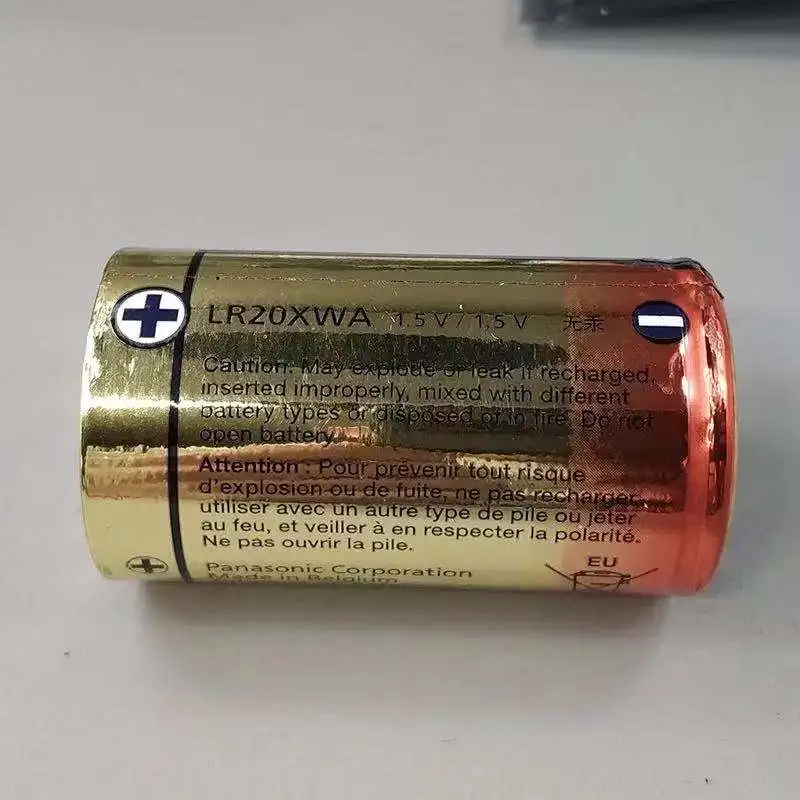 LR20XWA 1.5 V / 1,5 V 无汞
Caution: May explode or leak if recharged,
inserted improperly, mixed with different
battery types or disposed of in fire. Do not
open battery.
Attention : Pour prévenir tout risque
d'explosion ou de fuite, ne pas recharger,
utiliser avec un autre type de pile ou jeter
au feu, et veiller à en respecter la polarité.
Ne pas ouvrir la pile.
EU
Panasonic Corporation
Made in Belgium